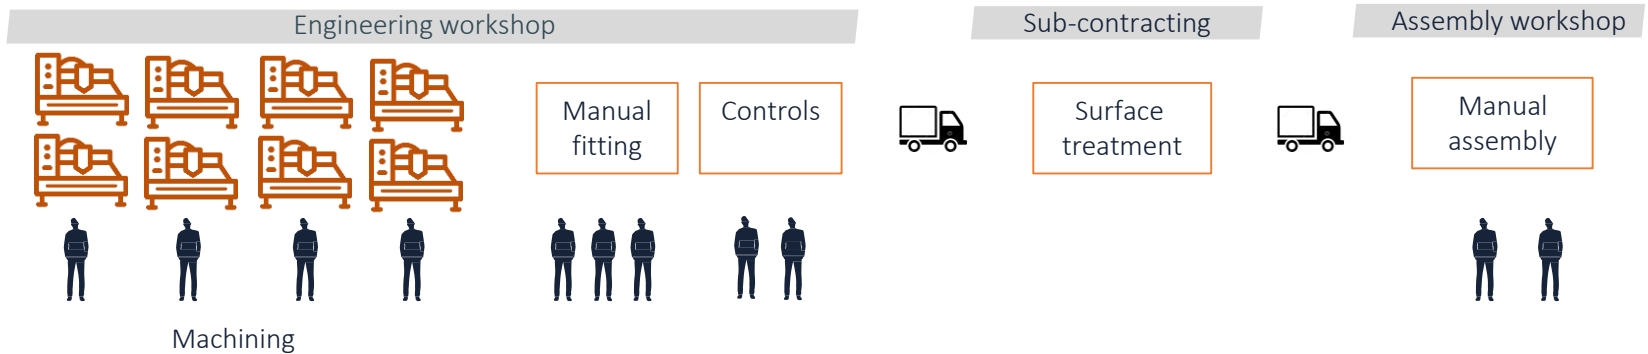 Engineering workshop
Sub-contracting
Assembly workshop
Manual
fitting
Controls
Surface
treatment
Manual
assembly
Machining